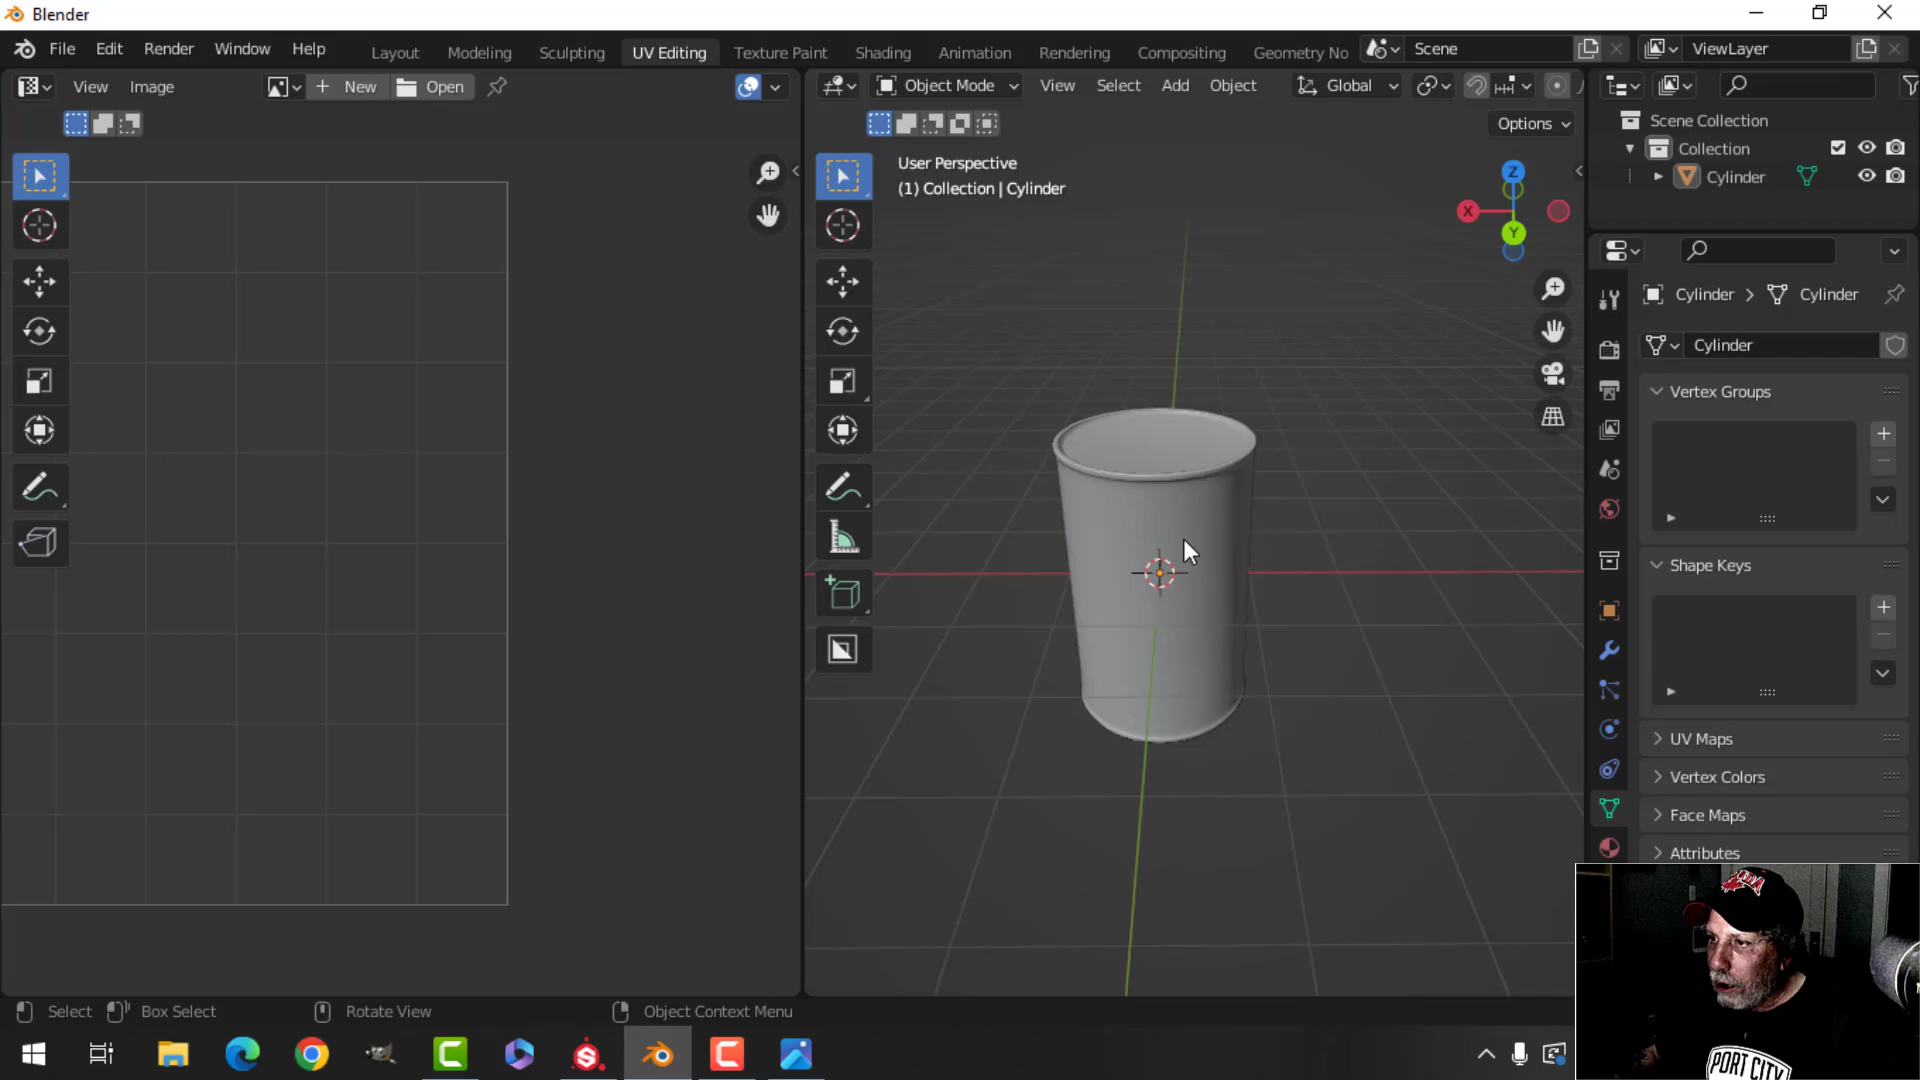 Blender
File Edit Render Window Help Layout Modeling Sculpting UV Editing Texture Paint Shading Animation Rendering Compositing Geometry No Scene ViewLayer
View Image New Open Object Mode View Select Add Object Global
Options
User Perspective
(1) Collection | Cylinder
Scene Collection
Collection
Cylinder
Z
X
Y
Cylinder > Cylinder
Cylinder
Vertex Groups
Shape Keys
UV Maps
Vertex Colors
Face Maps
Attributes
Select Box Select Rotate View Object Context Menu
PORT CITY